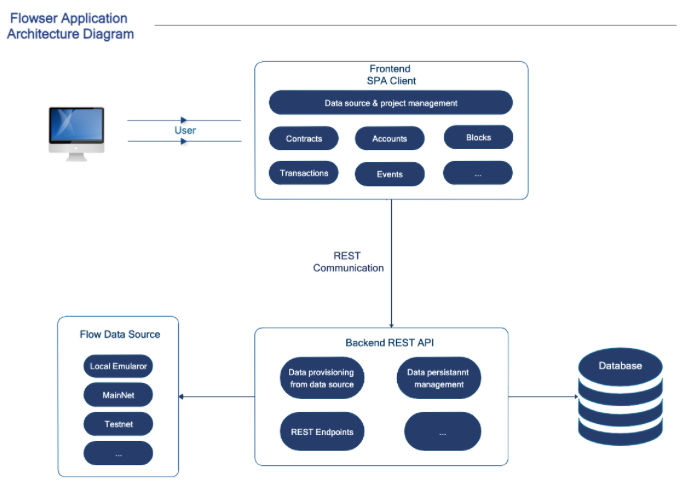 Flowser Application
Architecture Diagram
Frontend
SPA Client
Data source & project management
User
Contracts
Accounts
Blocks
Transactions
Events
...
REST
Communication
Flow Data Source
Local Emularor
MainNet
Testnet
...
Backend REST API
Data provisioning
from data source
Data persistannt
management
REST Endpoints
...
Database